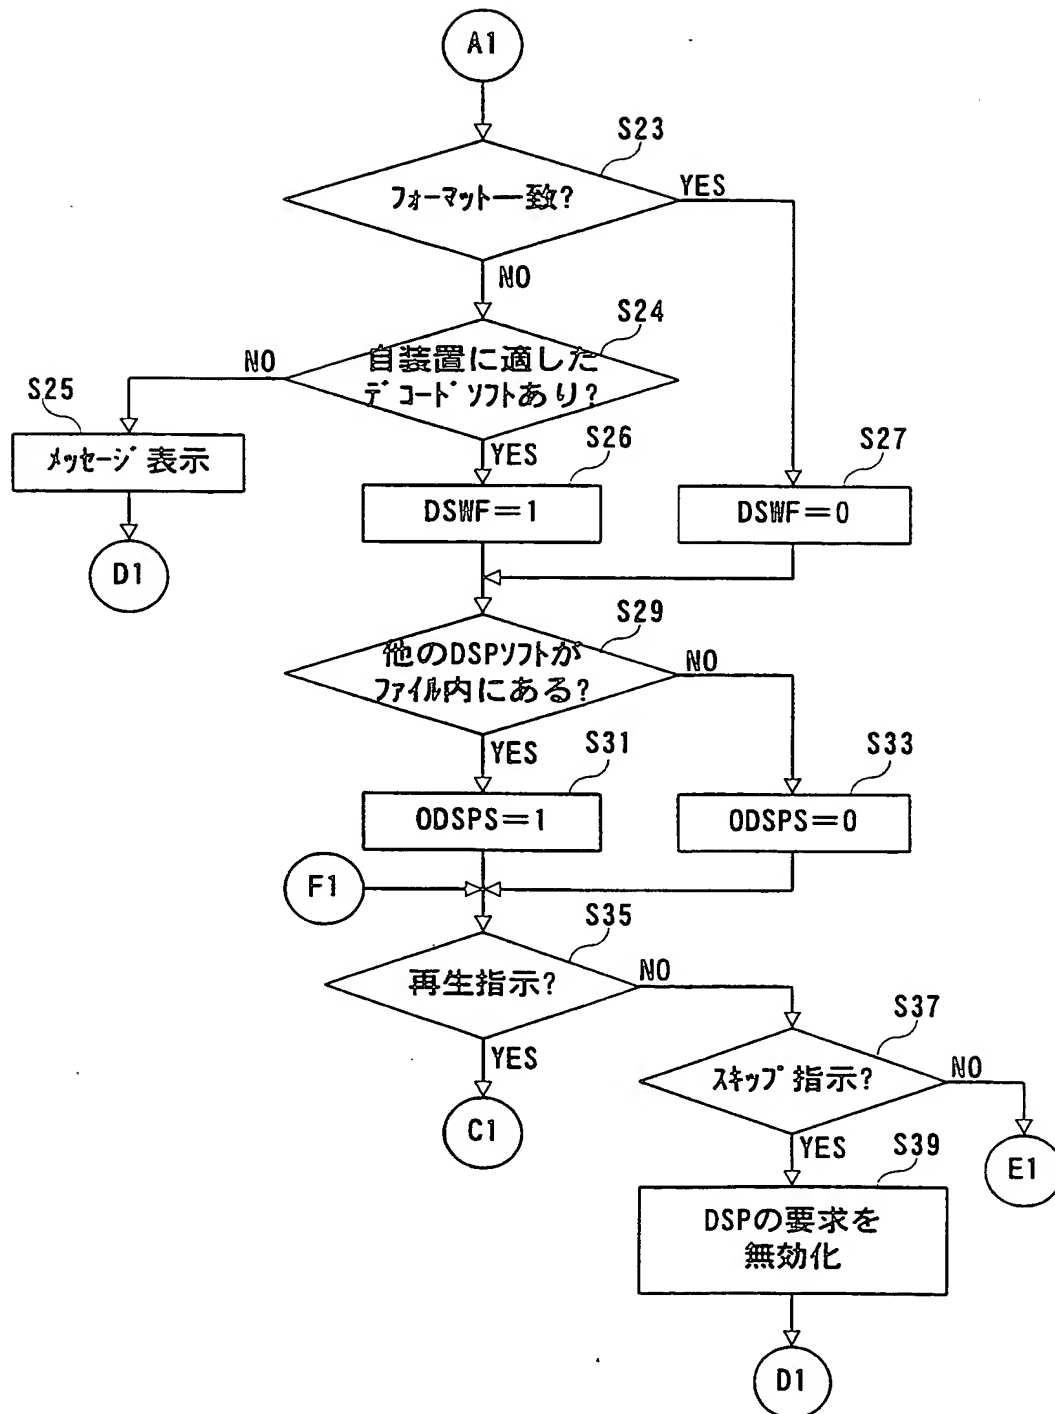 A1
S23
フォーマット一致?
YES
NO
S24
自装置に適した
デコードソフトあり?
NO
S25
メッセージ表示
D1
YES
S26
DSWF=1
S27
DSWF=0
S29
他のDSPソフトが
ファイル内にある?
NO
YES
S31
ODSPS=1
S33
ODSPS=0
F1
S35
再生指示?
NO
YES
C1
S37
スキップ指示?
NO
E1
YES
S39
DSPの要求を
無効化
D1